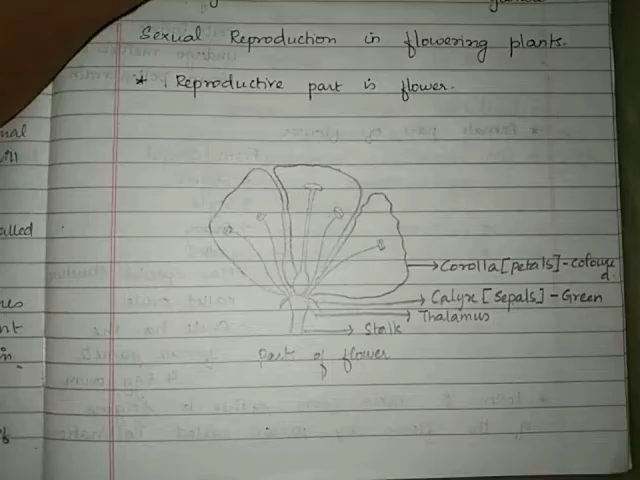 Sexual Reproduction in flowering plants.
* Reproductive part is flower.
Corolla [petals] - Coloured.
Calyx [Sepals] - Green
Thalamus
Stalk
Part of flower